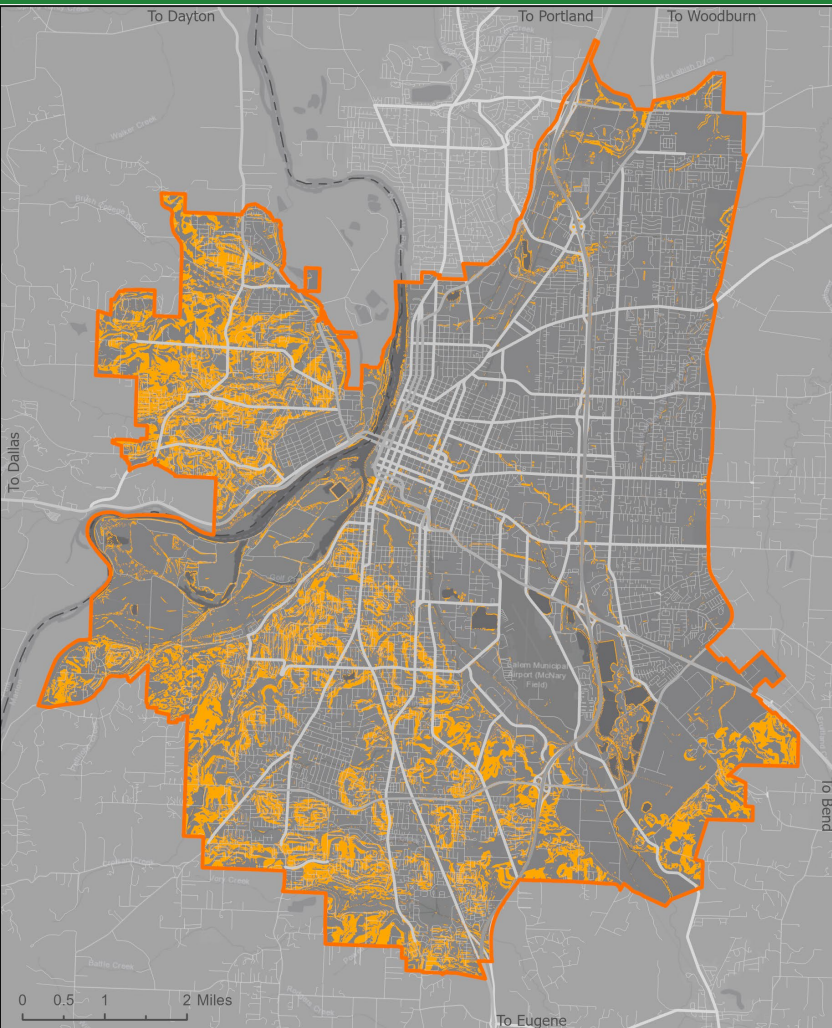 To Dayton
To Portland
To Woodburn
To Dallas
Salem Municipal
Airport (McNary
Field)
To Bend
0 0.5 1 2 Miles
To Eugene